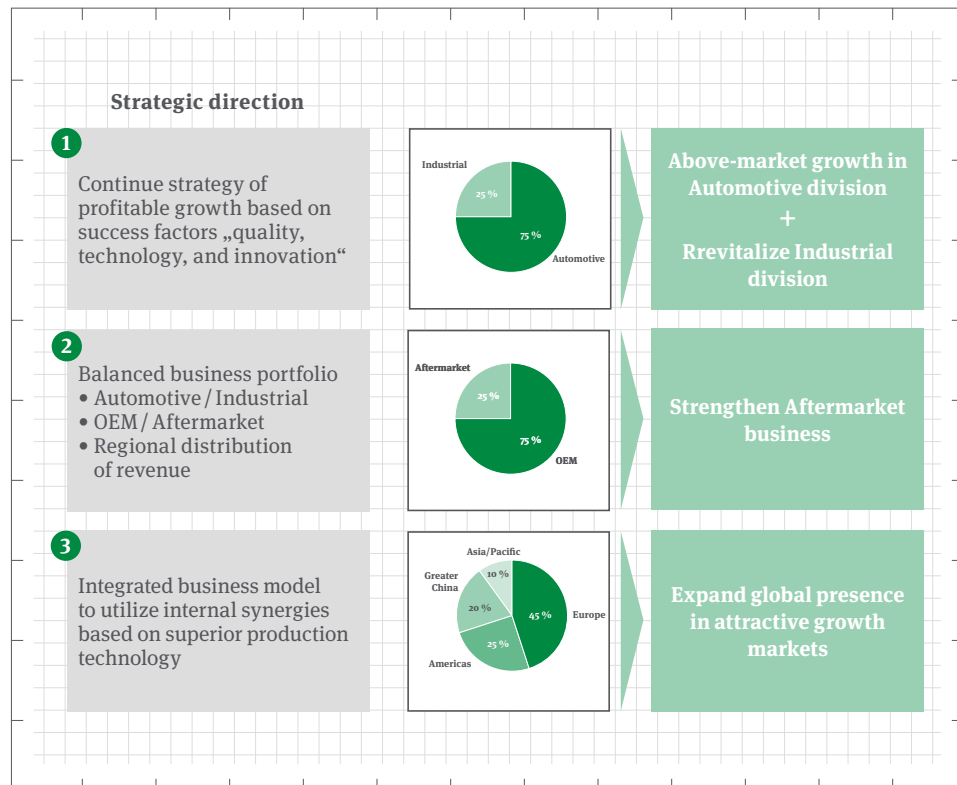 Strategic direction
1
Continue strategy of
profitable growth based on
success factors „quality,
technology, and innovation“
Industrial
25 %
75 %
Automotive
Above-market growth in
Automotive division
+
Rrevitalize Industrial
division
2
Balanced business portfolio
• Automotive / Industrial
• OEM / Aftermarket
• Regional distribution
of revenue
Aftermarket
25 %
75 %
OEM
Strengthen Aftermarket
business
3
Integrated business model
to utilize internal synergies
based on superior production
technology
Asia/Pacific
10 %
Greater
China
20 %
45 %
Europe
25 %
Americas
Expand global presence
in attractive growth
markets